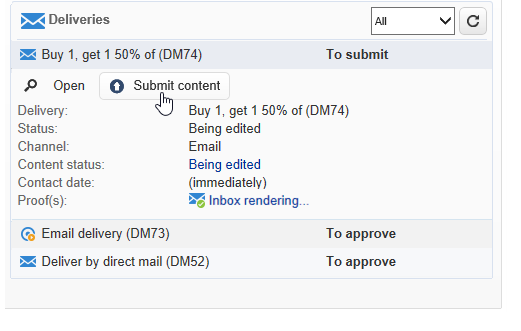 Deliveries All
Buy 1, get 1 50% of (DM74) To submit
Open Submit content
Delivery: Buy 1, get 1 50% of (DM74)
Status: Being edited
Channel: Email
Content status: Being edited
Contact date: (immediately)
Proof(s): Inbox rendering...
Email delivery (DM73) To approve
Deliver by direct mail (DM52) To approve